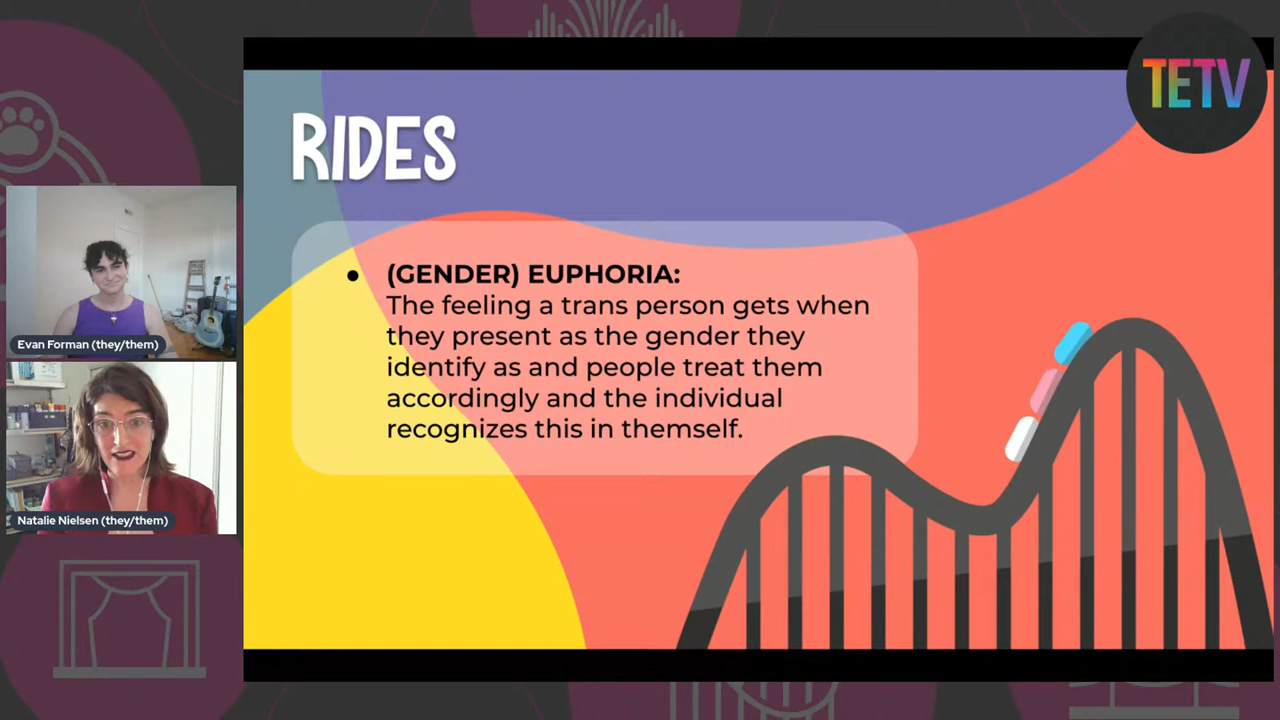 TETV
RIDES
● (GENDER) EUPHORIA:
The feeling a trans person gets when
they present as the gender they
identify as and people treat them
accordingly and the individual
recognizes this in themself.
Evan Forman (they/them)
Natalie Nielsen (they/them)